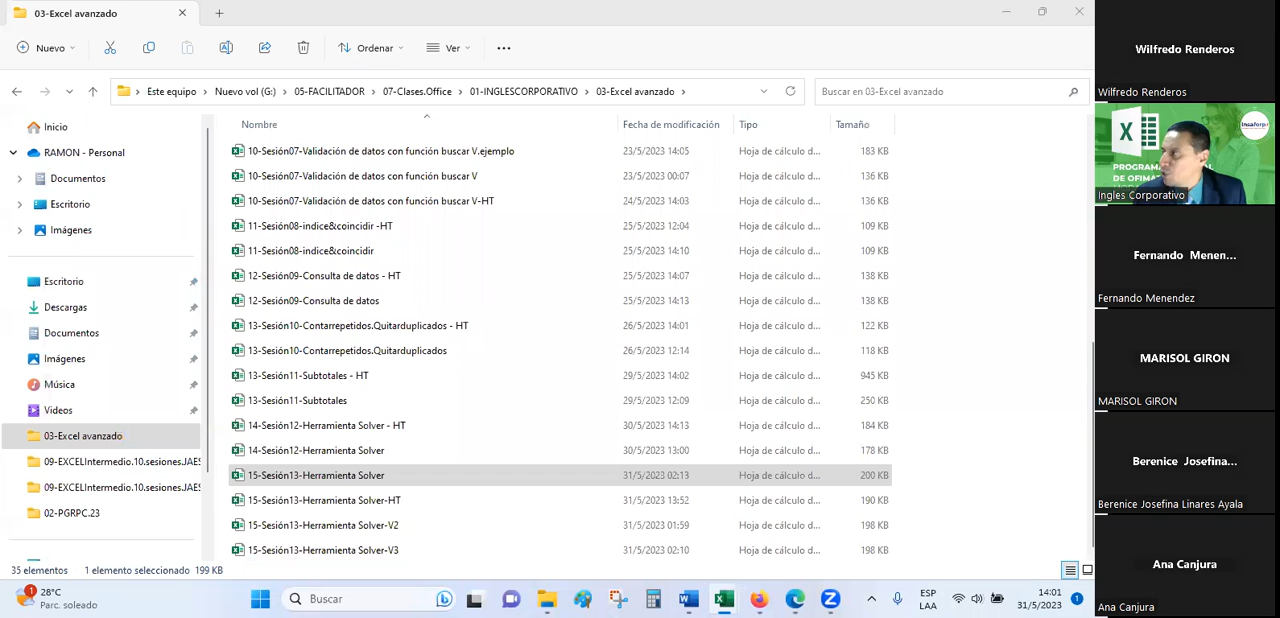 03-Excel avanzado
Nuevo
Ordenar
Ver
Este equipo > Nuevo vol (G:) > 05-FACILITADOR > 07-Clases.Office > 01-INGLESCORPORATIVO > 03-Excel avanzado >
Buscar en 03-Excel avanzado
Inicio
RAMON - Personal
Documentos
Escritorio
Imágenes
Escritorio
Descargas
Documentos
Imágenes
Música
Videos
03-Excel avanzado
09-EXCELIntermedio.10.sesiones.JAES
09-EXCELIntermedio.10.sesiones.JAES
02-PGRPC.23
Nombre Fecha de modificación Tipo Tamaño
10-Sesión07-Validación de datos con función buscar V.ejemplo 23/5/2023 14:05 Hoja de cálculo d... 183 KB
10-Sesión07-Validación de datos con función buscar V 23/5/2023 00:07 Hoja de cálculo d... 136 KB
10-Sesión07-Validación de datos con función buscar V-HT 24/5/2023 14:03 Hoja de cálculo d... 136 KB
11-Sesión08-indice&coincidir -HT 25/5/2023 12:04 Hoja de cálculo d... 109 KB
11-Sesión08-indice&coincidir 25/5/2023 14:10 Hoja de cálculo d... 109 KB
12-Sesión09-Consulta de datos - HT 25/5/2023 14:07 Hoja de cálculo d... 138 KB
12-Sesión09-Consulta de datos 25/5/2023 14:13 Hoja de cálculo d... 138 KB
13-Sesión10-Contarrepetidos.Quitarduplicados - HT 26/5/2023 14:01 Hoja de cálculo d... 122 KB
13-Sesión10-Contarrepetidos.Quitarduplicados 26/5/2023 12:14 Hoja de cálculo d... 118 KB
13-Sesión11-Subtotales - HT 29/5/2023 14:02 Hoja de cálculo d... 945 KB
13-Sesión11-Subtotales 29/5/2023 12:09 Hoja de cálculo d... 250 KB
14-Sesión12-Herramienta Solver - HT 30/5/2023 14:13 Hoja de cálculo d... 184 KB
14-Sesión12-Herramienta Solver 30/5/2023 13:00 Hoja de cálculo d... 178 KB
15-Sesión13-Herramienta Solver 31/5/2023 02:13 Hoja de cálculo d... 200 KB
15-Sesión13-Herramienta Solver-HT 31/5/2023 13:52 Hoja de cálculo d... 190 KB
15-Sesión13-Herramienta Solver-V2 31/5/2023 01:59 Hoja de cálculo d... 198 KB
15-Sesión13-Herramienta Solver-V3 31/5/2023 02:10 Hoja de cálculo d... 198 KB
35 elementos 1 elemento seleccionado 199 KB
1
28°C
Parc. soleado
Buscar
ESP
LAA
14:01
31/5/2023
1
Wilfredo Renderos
Wilfredo Renderos
Insaforp
Ingles Corporativo
Fernando Menen...
Fernando Menendez
MARISOL GIRON
MARISOL GIRON
Berenice Josefina...
Berenice Josefina Linares Ayala
Ana Canjura
Ana Canjura